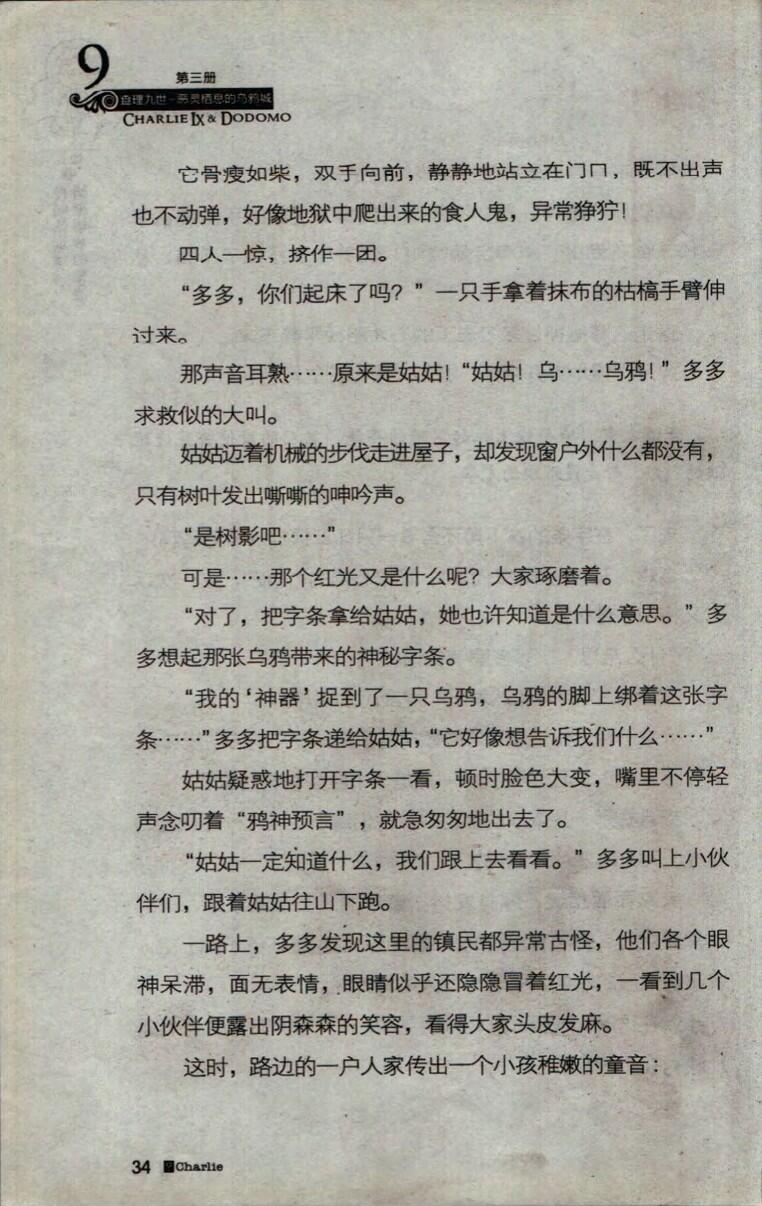 9
第三册
查理九世·恶灵栖息的乌鸦城
CHARLIE IX & DODOMO
它骨瘦如柴，双手向前，静静地站立在门口，既不出声
也不动弹，好像地狱中爬出来的食人鬼，异常狰狞！
四人一惊，挤作一团。
“多多，你们起床了吗？”一只手拿着抹布的枯槁手臂伸
过来。
那声音耳熟……原来是姑姑！“姑姑！乌……乌鸦！”多多
求救似的大叫。
姑姑迈着机械的步伐走进屋子，却发现窗户外什么都没有，
只有树叶发出嘶嘶的呻吟声。
“是树影吧……”
可是……那个红光又是什么呢？大家琢磨着。
“对了，把字条拿给姑姑，她也许知道是什么意思。”多
多想起那张乌鸦带来的神秘字条。
“我的‘神器’捉到了一只乌鸦，乌鸦的脚上绑着这张字
条……”多多把字条递给姑姑，“它好像想告诉我们什么……”
姑姑疑惑地打开字条一看，顿时脸色大变，嘴里不停轻
声念叨着“鸦神预言”，就急匆匆地出去了。
“姑姑一定知道什么，我们跟上去看看。”多多叫上小伙
伴们，跟着姑姑往山下跑。
一路上，多多发现这里的镇民都异常古怪，他们各个眼
神呆滞，面无表情，眼睛似乎还隐隐冒着红光，一看到几个
小伙伴便露出阴森森的笑容，看得大家头皮发麻。
这时，路边的一户人家传出一个小孩稚嫩的童音：
34 Charlie